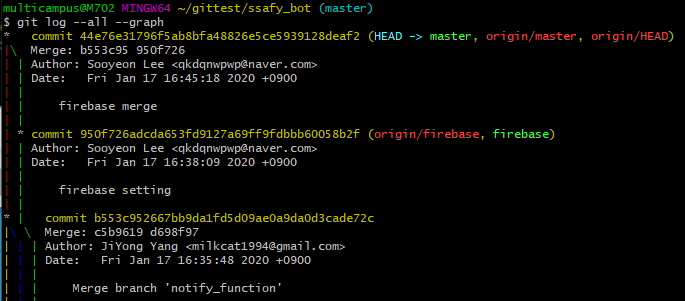 multicampus@M702 MINGW64 ~/gittest/ssafy_bot (master)
$ git log --all --graph
*   commit 44e76e31796f5ab8bfa48826e5ce5939128deaf2 (HEAD -> master, origin/master, origin/HEAD)
|\  Merge: b553c95 950f726
| | Author: Sooyeon Lee <qkdqnwpwp@naver.com>
| | Date:   Fri Jan 17 16:45:18 2020 +0900
| |
| |     firebase merge
| |
| * commit 950f726adcda653fd9127a69ff9fdbbb60058b2f (origin/firebase, firebase)
| | Author: Sooyeon Lee <qkdqnwpwp@naver.com>
| | Date:   Fri Jan 17 16:38:09 2020 +0900
| |
| |     firebase setting
| |
* |   commit b553c952667bb9da1fd5d09ae0a9da0d3cade72c
|\ \  Merge: c5b9619 d698f97
| | | Author: JiYong Yang <milkcat1994@gmail.com>
| | | Date:   Fri Jan 17 16:35:48 2020 +0900
| | |
| | |     Merge branch 'notify_function'